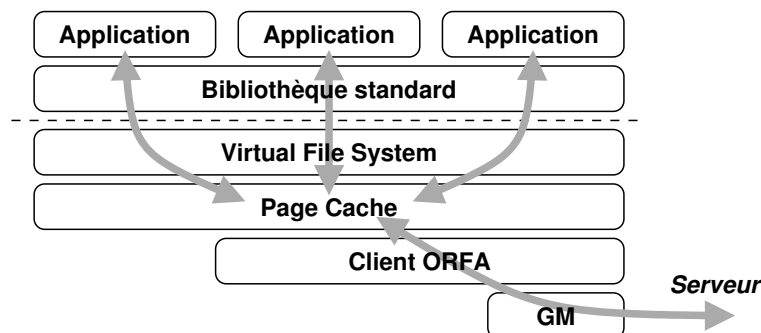 Application Application Application
Bibliothèque standard
Virtual File System
Page Cache
Client ORFA
Serveur
GM